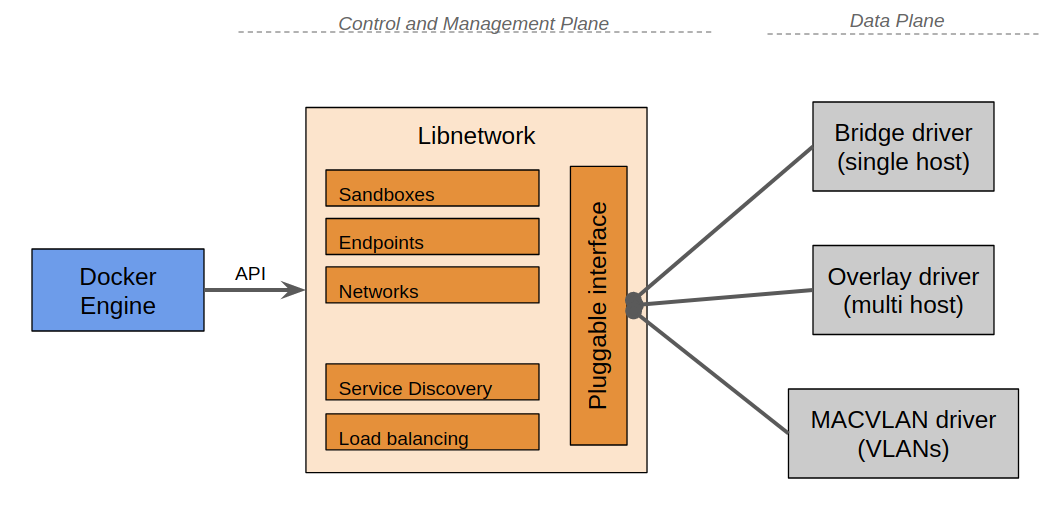 Control and Management Plane
Data Plane
Libnetwork
Sandboxes
Endpoints
Networks
Service Discovery
Load balancing
Pluggable interface
Docker
Engine
API
Bridge driver
(single host)
Overlay driver
(multi host)
MACVLAN driver
(VLANs)